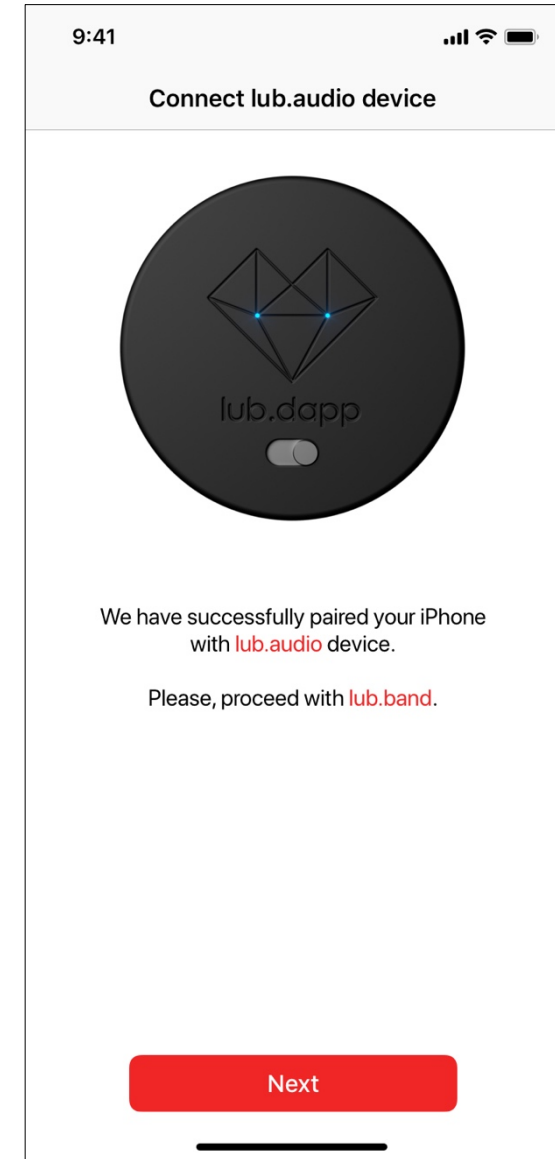 9:41
Connect lub.audio device
lub.dapp
We have successfully paired your iPhone
with lub.audio device.
Please, proceed with lub.band.
Next